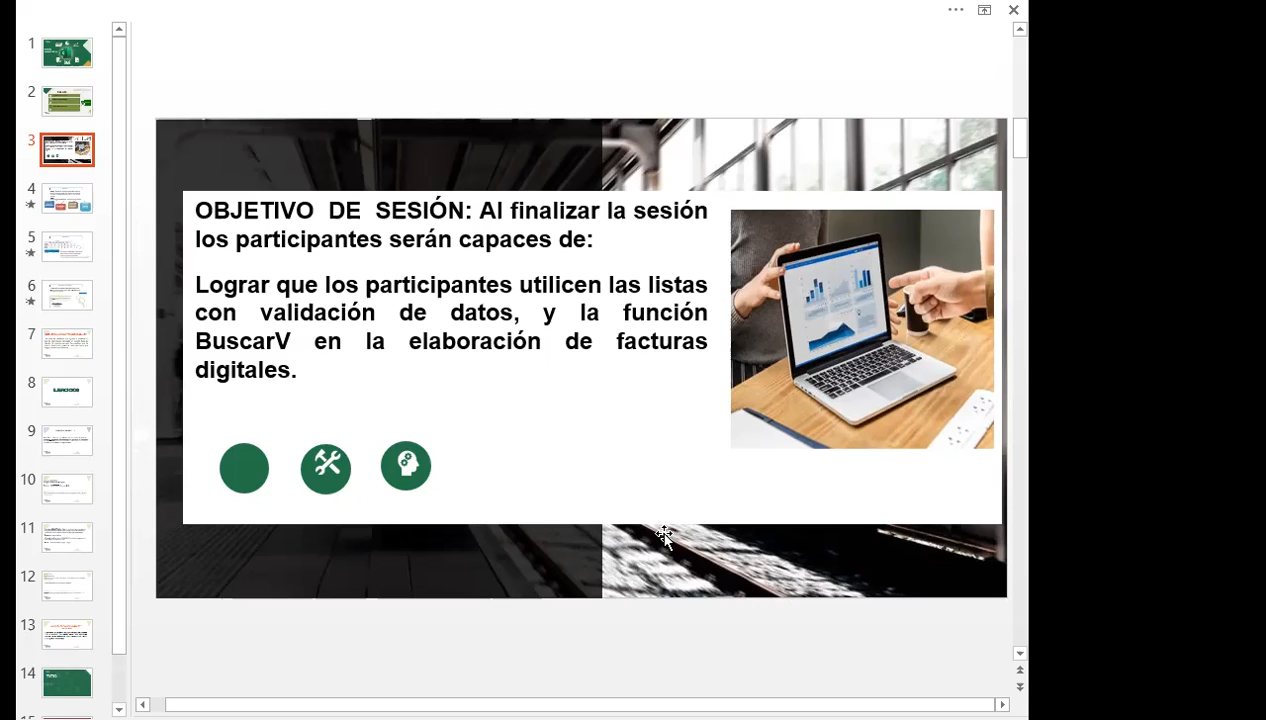 1
2
3
4
5
6
7
8
9
10
11
12
13
14
OBJETIVO DE SESIÓN: Al finalizar la sesión
los participantes serán capaces de:
Lograr que los participantes utilicen las listas
con validación de datos, y la función
BuscarV en la elaboración de facturas
digitales.